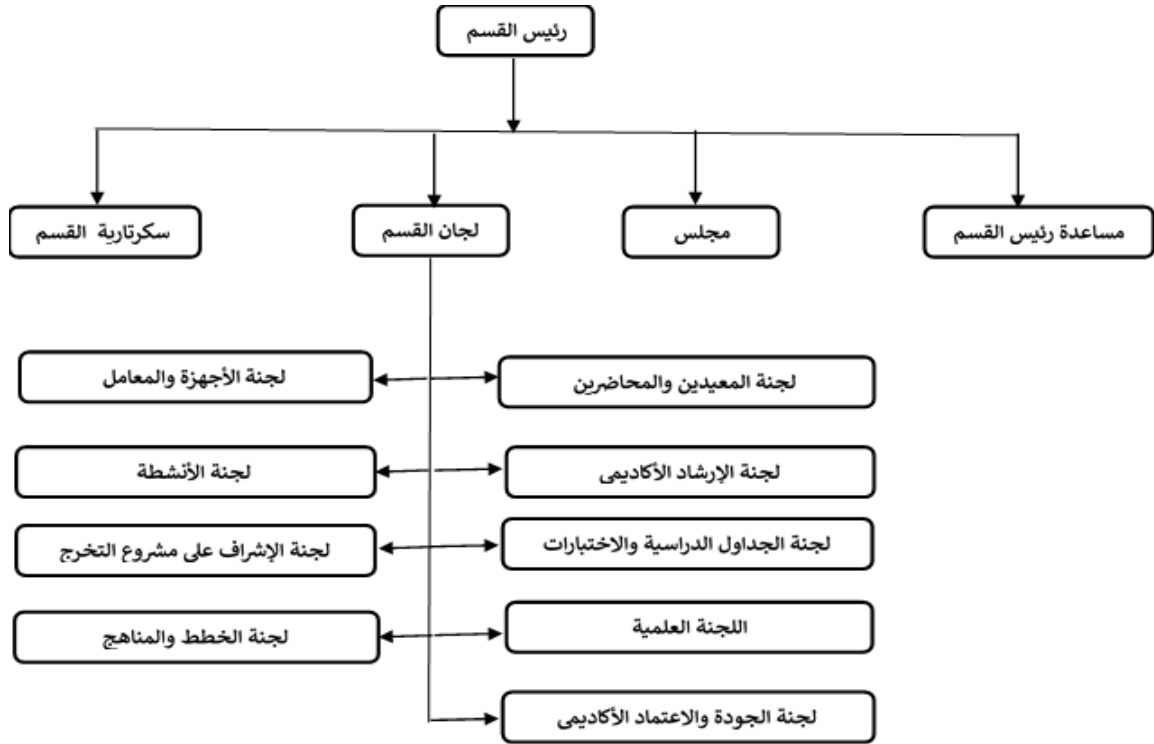 رئيس القسم
مساعدة رئيس القسم
مجلس
لجان القسم
سكرتارية القسم
لجنة المعيدين والمحاضرين
لجنة الأجهزة والمعامل
لجنة الإرشاد الأكاديمى
لجنة الأنشطة
لجنة الجداول الدراسية والاختبارات
لجنة الإشراف على مشروع التخرج
اللجنة العلمية
لجنة الخطط والمناهج
لجنة الجودة والاعتماد الأكاديمى